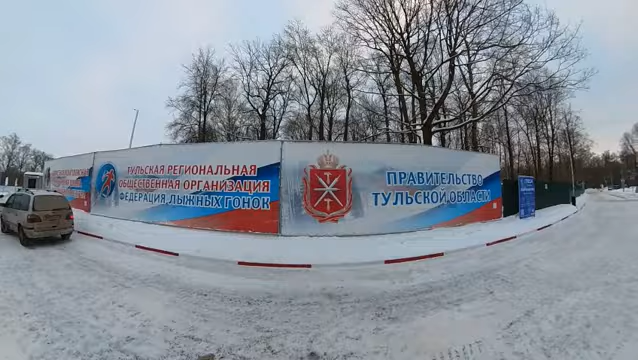 ТУЛЬСКАЯ РЕГИОНАЛЬНАЯ
ОБЩЕСТВЕННАЯ ОРГАНИЗАЦИЯ
ФЕДЕРАЦИЯ ЛЫЖНЫХ ГОНОК
ПРАВИТЕЛЬСТВО
ТУЛЬСКОЙ ОБЛАСТИ